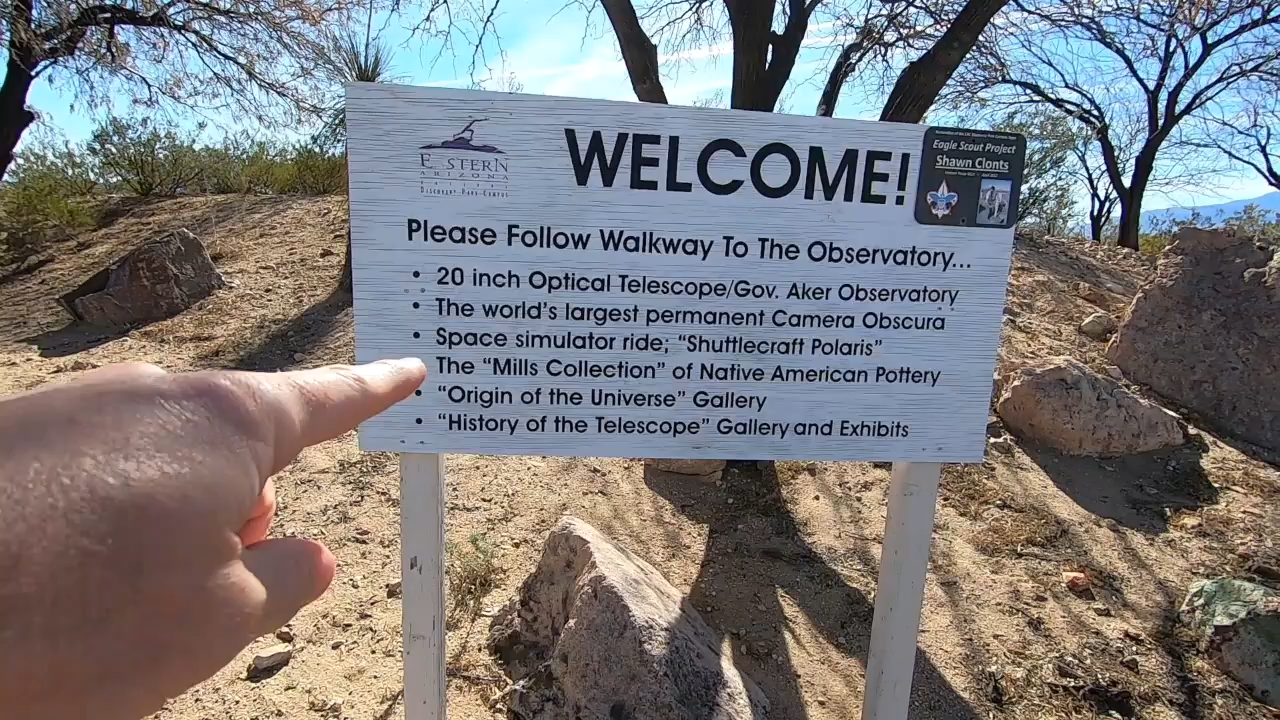 E STERN
ARIZONA
COLLEGE
DISCOVERY PARK CAMPUS
WELCOME!
Eagle Scout Project
Shawn Clonts
Please Follow Walkway To The Observatory...
• 20 inch Optical Telescope/Gov. Aker Observatory
• The world's largest permanent Camera Obscura
• Space simulator ride; "Shuttlecraft Polaris"
The "Mills Collection" of Native American Pottery
• "Origin of the Universe" Gallery
• "History of the Telescope" Gallery and Exhibits